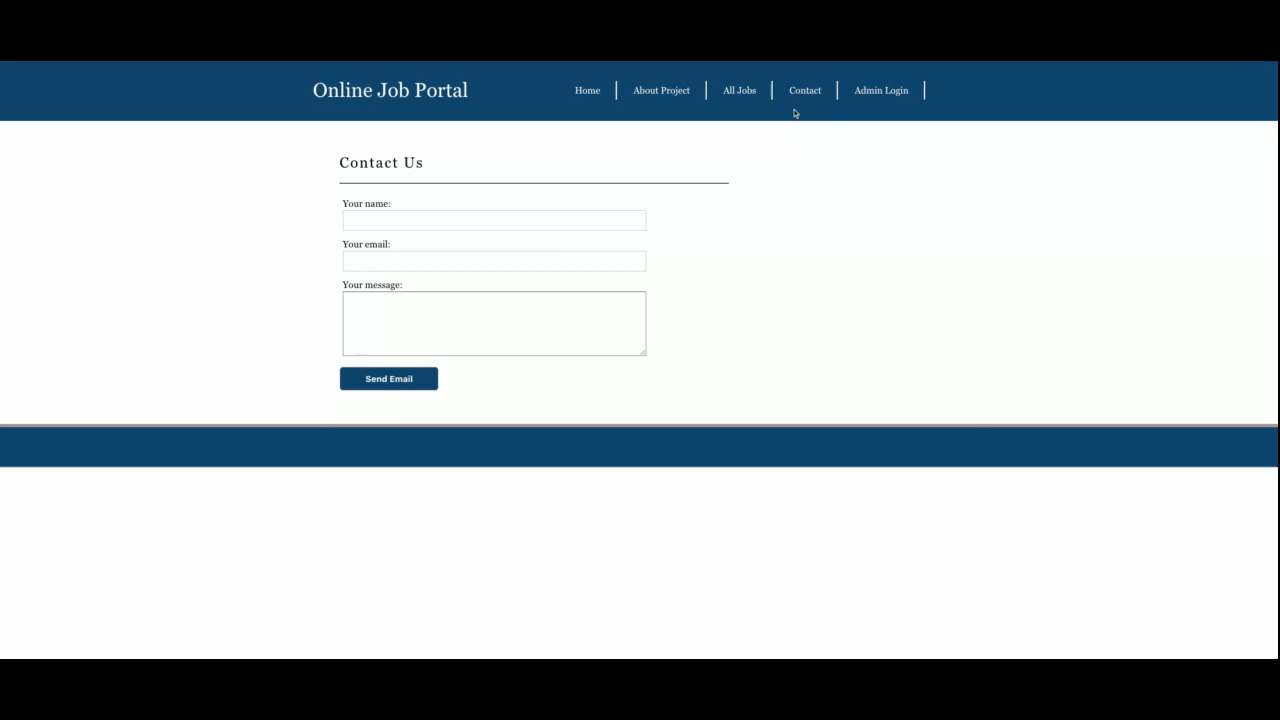 Online Job Portal
Home About Project All Jobs Contact Admin Login
Contact Us
Your name:
Your email:
Your message:
Send Email